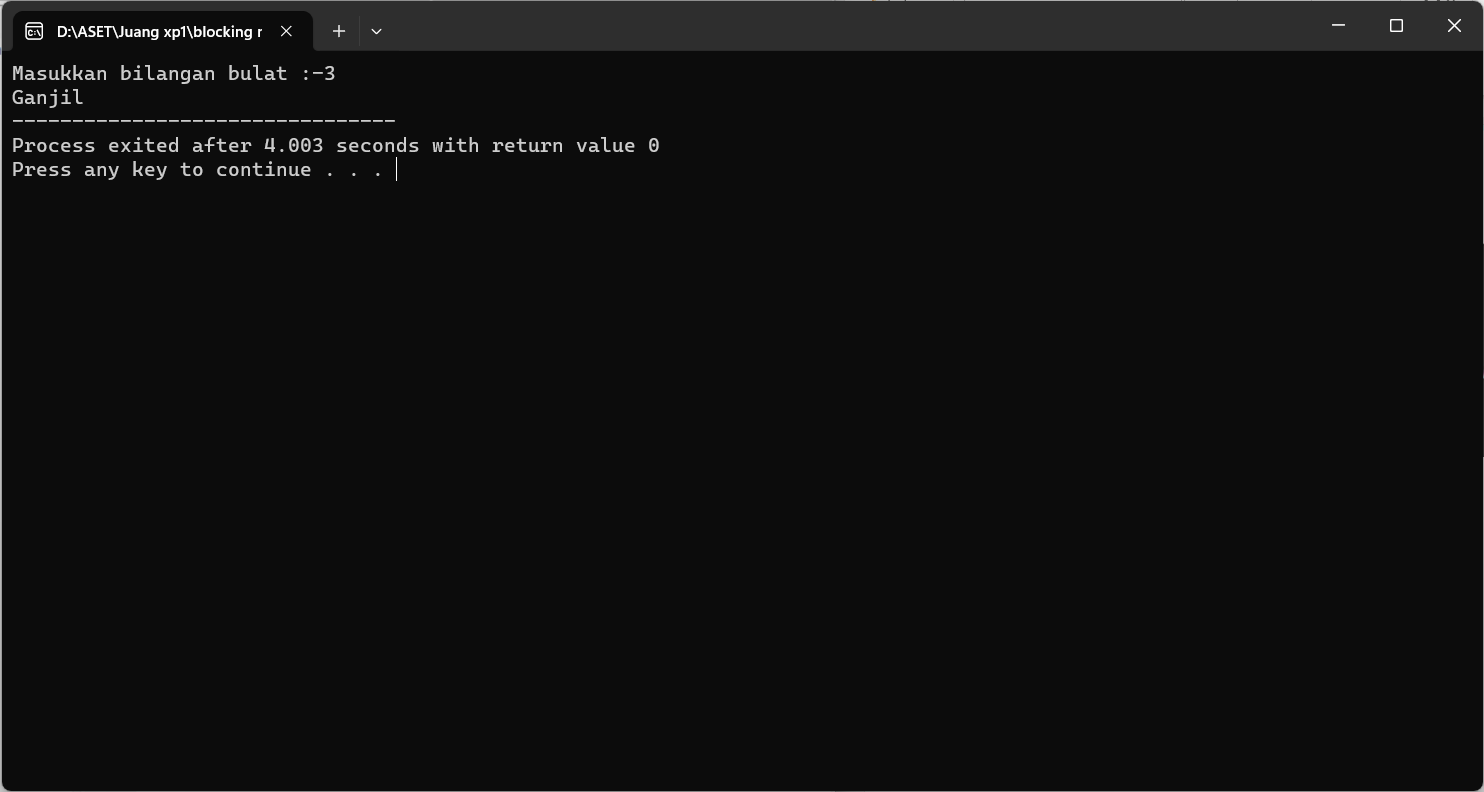 D:\ASET\Juang xp1\blocking r
Masukkan bilangan bulat :-3
Ganjil
--------------------------------
Process exited after 4.003 seconds with return value 0
Press any key to continue . . .